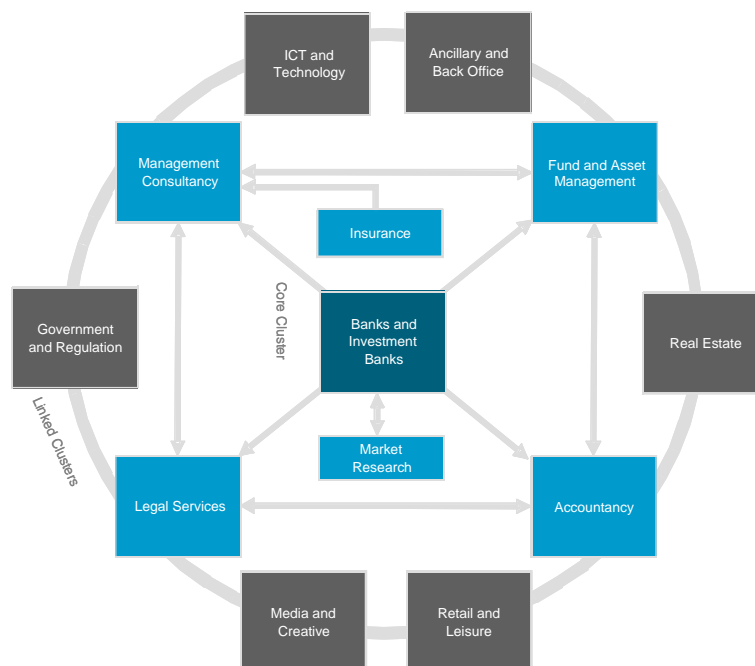 ICT and
Technology
Ancillary and
Back Office
Management
Consultancy
Fund and Asset
Management
Insurance
Core Cluster
Banks and
Investment
Banks
Government
and Regulation
Real Estate
Linked Clusters
Market
Research
Legal Services
Accountancy
Media and
Creative
Retail and
Leisure